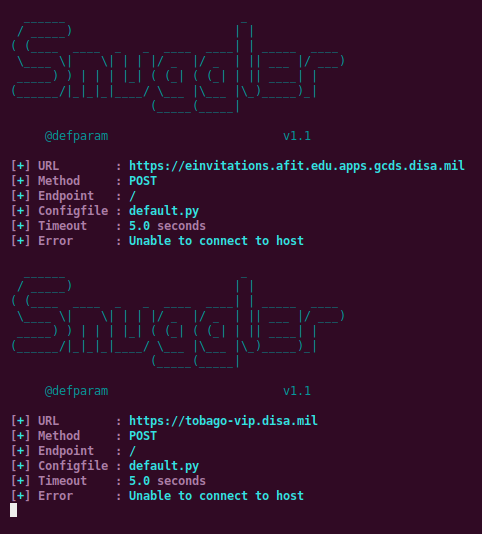 Smuggler
@defparam v1.1
[+] URL : https://einvitations.afit.edu.apps.gcds.disa.mil
[+] Method : POST
[+] Endpoint : /
[+] Configfile : default.py
[+] Timeout : 5.0 seconds
[+] Error : Unable to connect to host
Smuggler
@defparam v1.1
[+] URL : https://tobago-vip.disa.mil
[+] Method : POST
[+] Endpoint : /
[+] Configfile : default.py
[+] Timeout : 5.0 seconds
[+] Error : Unable to connect to host